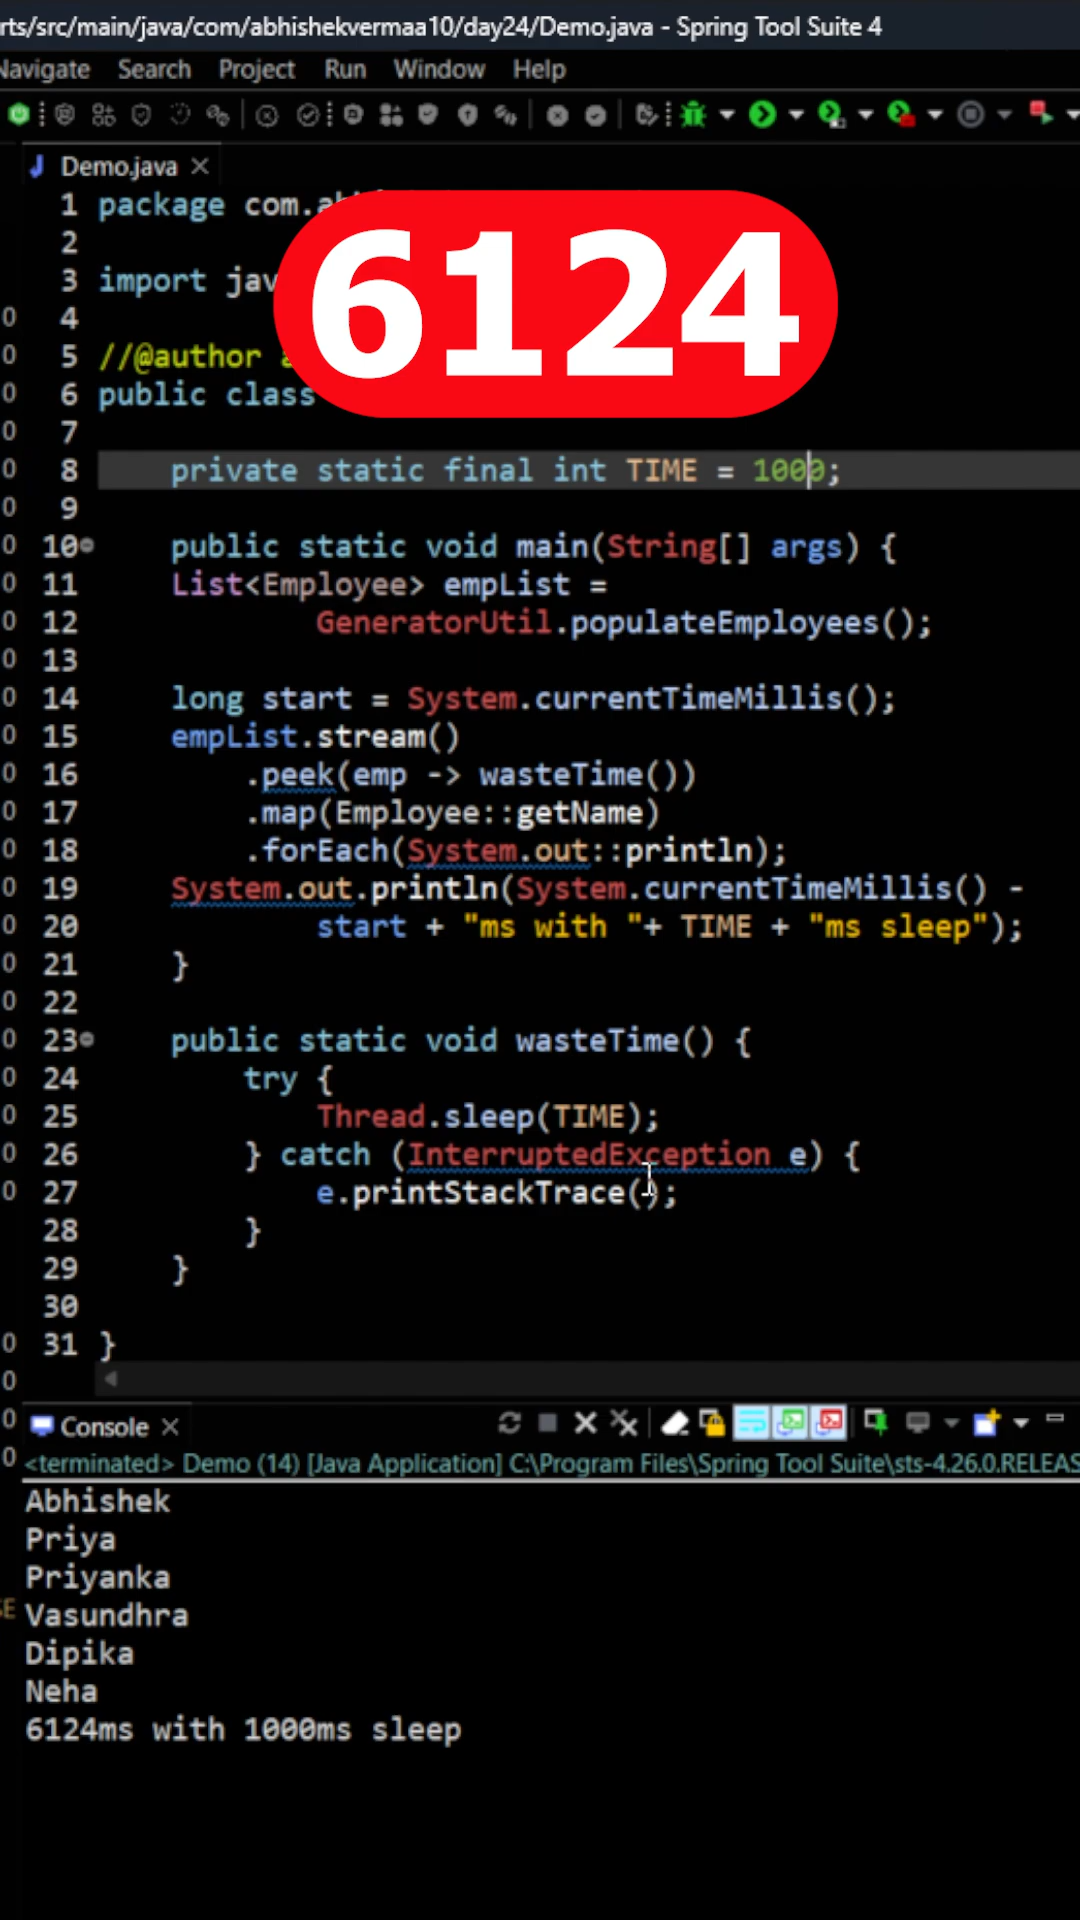 rts/src/main/java/com/abhishekvermaa10/day24/Demo.java - Spring Tool Suite 4
Navigate Search Project Run Window Help
Demo.java
1 package
2
3 import
4
5 //@author
6 public class
7
8 private static final int TIME = 1000;
9
10 public static void main(String[] args) {
11 List<Employee> empList =
12 GeneratorUtil.populateEmployees();
13
14 long start = System.currentTimeMillis();
15 empList.stream()
16 .peek(emp -> wasteTime())
17 .map(Employee::getName)
18 .forEach(System.out::println);
19 System.out.println(System.currentTimeMillis() -
20 start + "ms with "+ TIME + "ms sleep");
21 }
22
23 public static void wasteTime() {
24 try {
25 Thread.sleep(TIME);
26 } catch (InterruptedException e) {
27 e.printStackTrace();
28 }
29 }
30
31 }
6124
Console
<terminated> Demo (14) [Java Application] C:\Program Files\Spring Tool Suite\sts-4.26.0.RELEAS
Abhishek
Priya
Priyanka
Vasundhra
Dipika
Neha
6124ms with 1000ms sleep